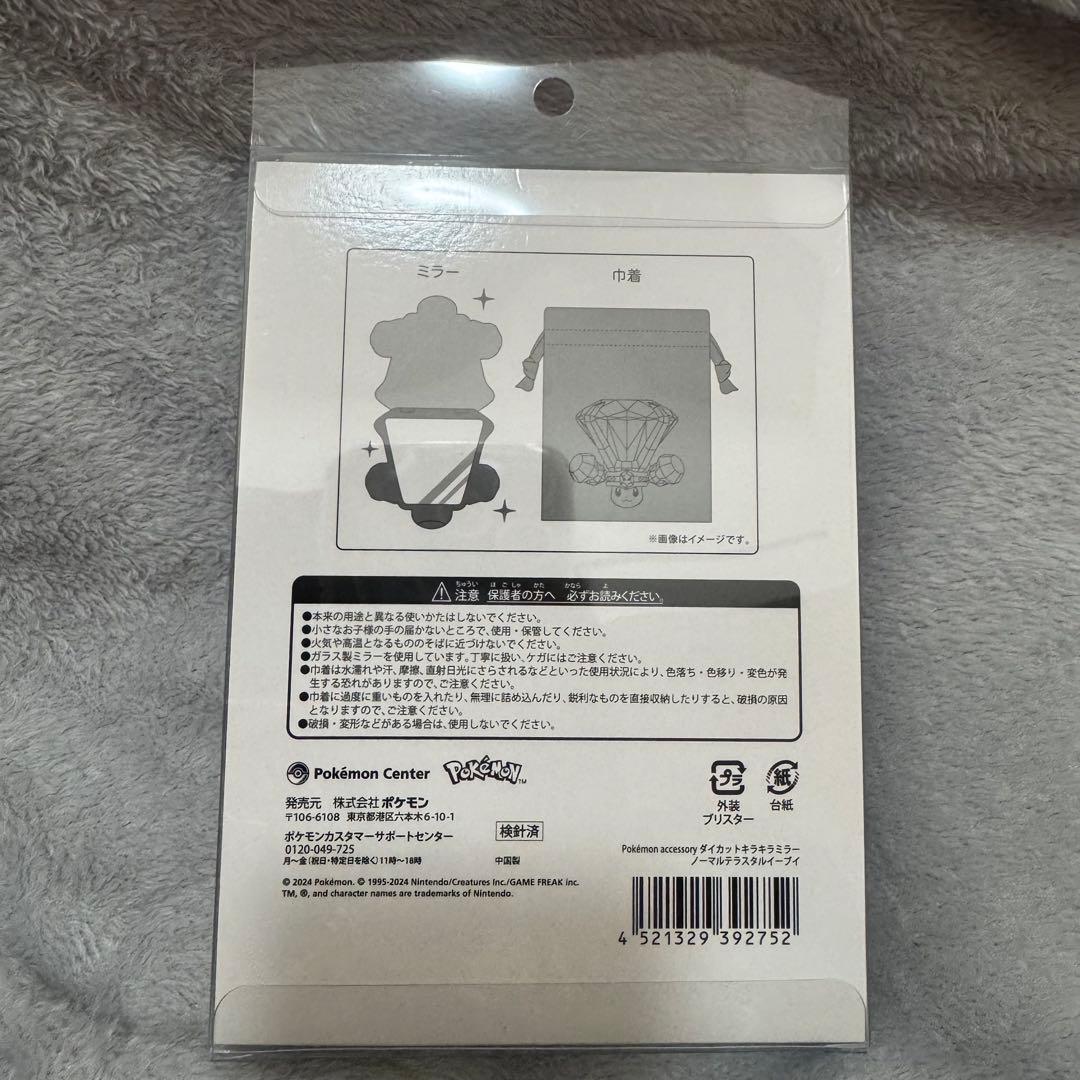 ミラー
巾着
※画像はイメージです。
ちゅうい ほごしゃ かた かなら よ
注意 保護者の方へ 必ずお読みください。
●本来の用途と異なる使いかたはしないでください。
●小さなお子様の手の届かないところで、使用・保管してください。
●火気や高温となるもののそばに近づけないでください。
●ガラス製ミラーを使用しています。丁寧に扱い、ケガにはご注意ください。
●巾着は水濡れや汗、摩擦、直射日光にさらされるなどといった使用状況により、色落ち・色移り・変色が発
生する恐れがありますので、ご注意ください。
●巾着に過度に重いものを入れたり、無理に詰め込んだり、鋭利なものを直接収納したりすると、破損の原因
となりますので、ご注意ください。
●破損・変形などがある場合は、使用しないでください。
Pokémon Center POKÉMON TM
発売元 株式会社ポケモン
〒106-6108 東京都港区六本木6-10-1
ポケモンカスタマーサポートセンター
0120-049-725
月〜金(祝日・特定日を除く)11時〜18時
検針済
中国製
© 2024 Pokémon. © 1995-2024 Nintendo/Creatures Inc./GAME FREAK inc.
TM, ®, and character names are trademarks of Nintendo.
プラ
外装
ブリスター
紙
台紙
Pokémon accessory ダイカットキラキラミラー
ノーマルテラスタルイーブイ
4 521329 392752